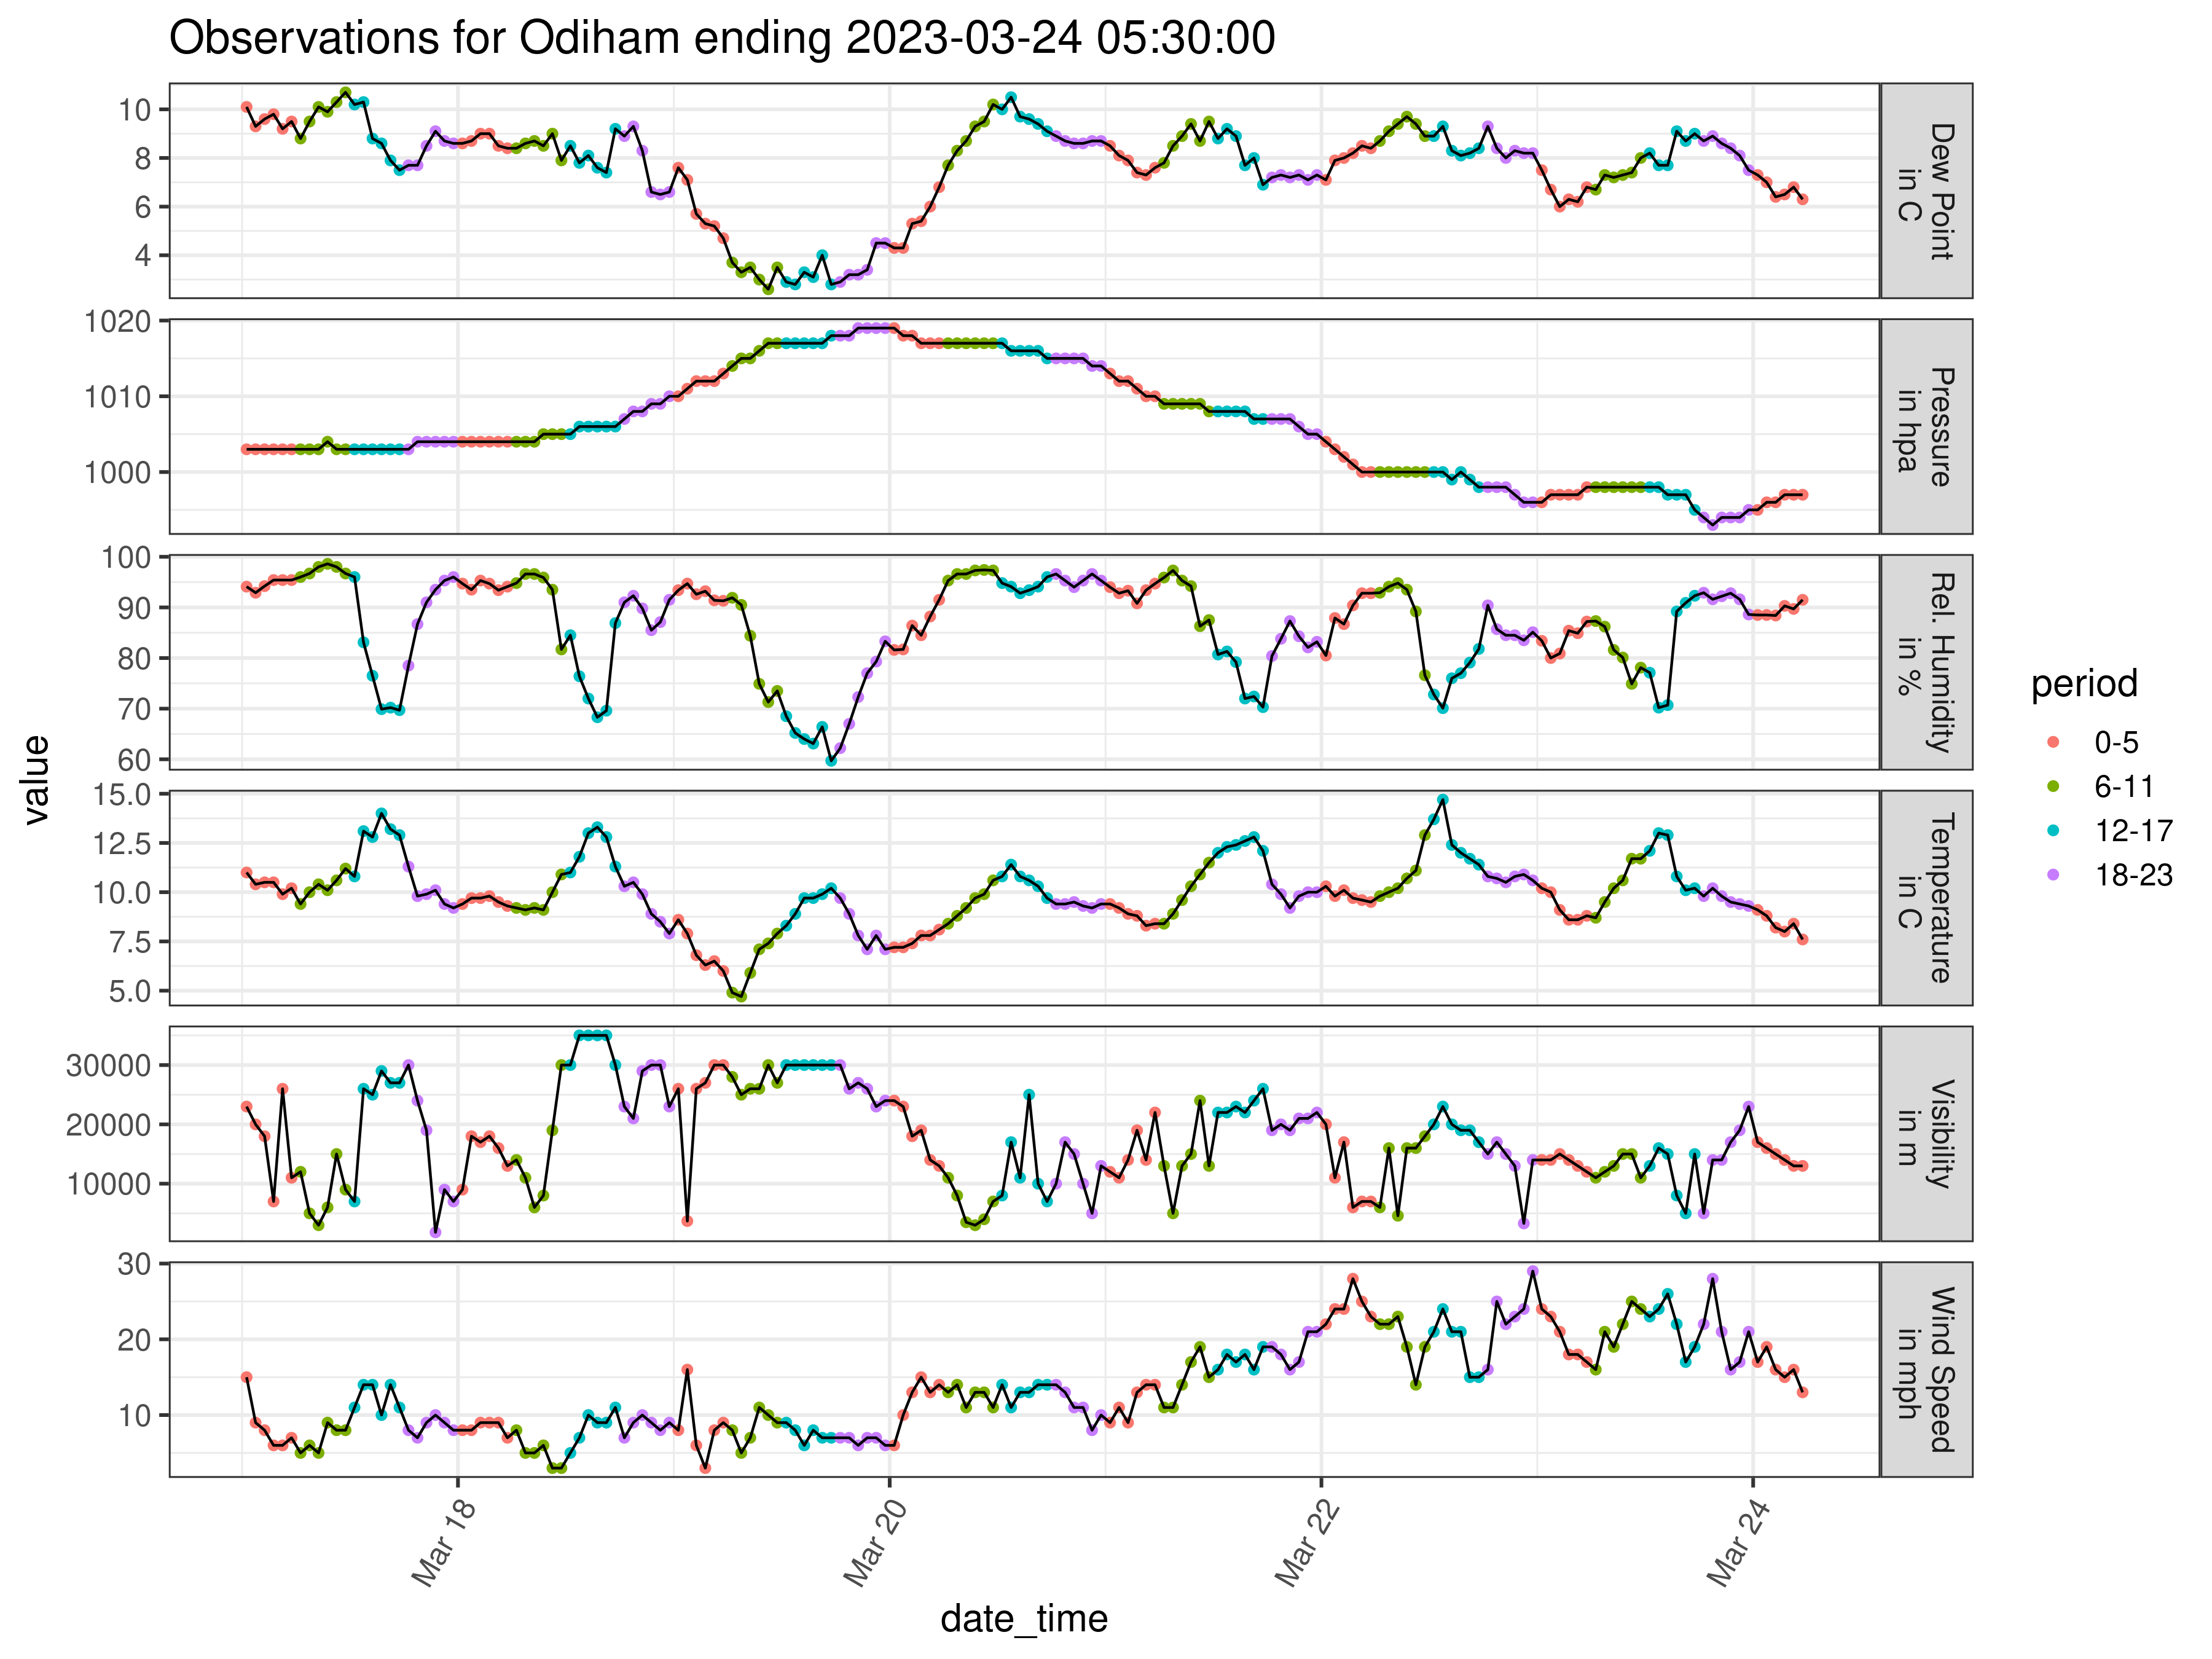 Observations for Odiham ending 2023-03-24 05:30:00
value
10
8
6
4
Dew Point
in C
1020
1010
1000
Pressure
in hpa
100
90
80
70
60
Rel. Humidity
in %
15.0
12.5
10.0
7.5
5.0
Temperature
in C
30000
20000
10000
Visibility
in m
30
20
10
Wind Speed
in mph
Mar 18
Mar 20
Mar 22
Mar 24
date_time
period
0-5
6-11
12-17
18-23